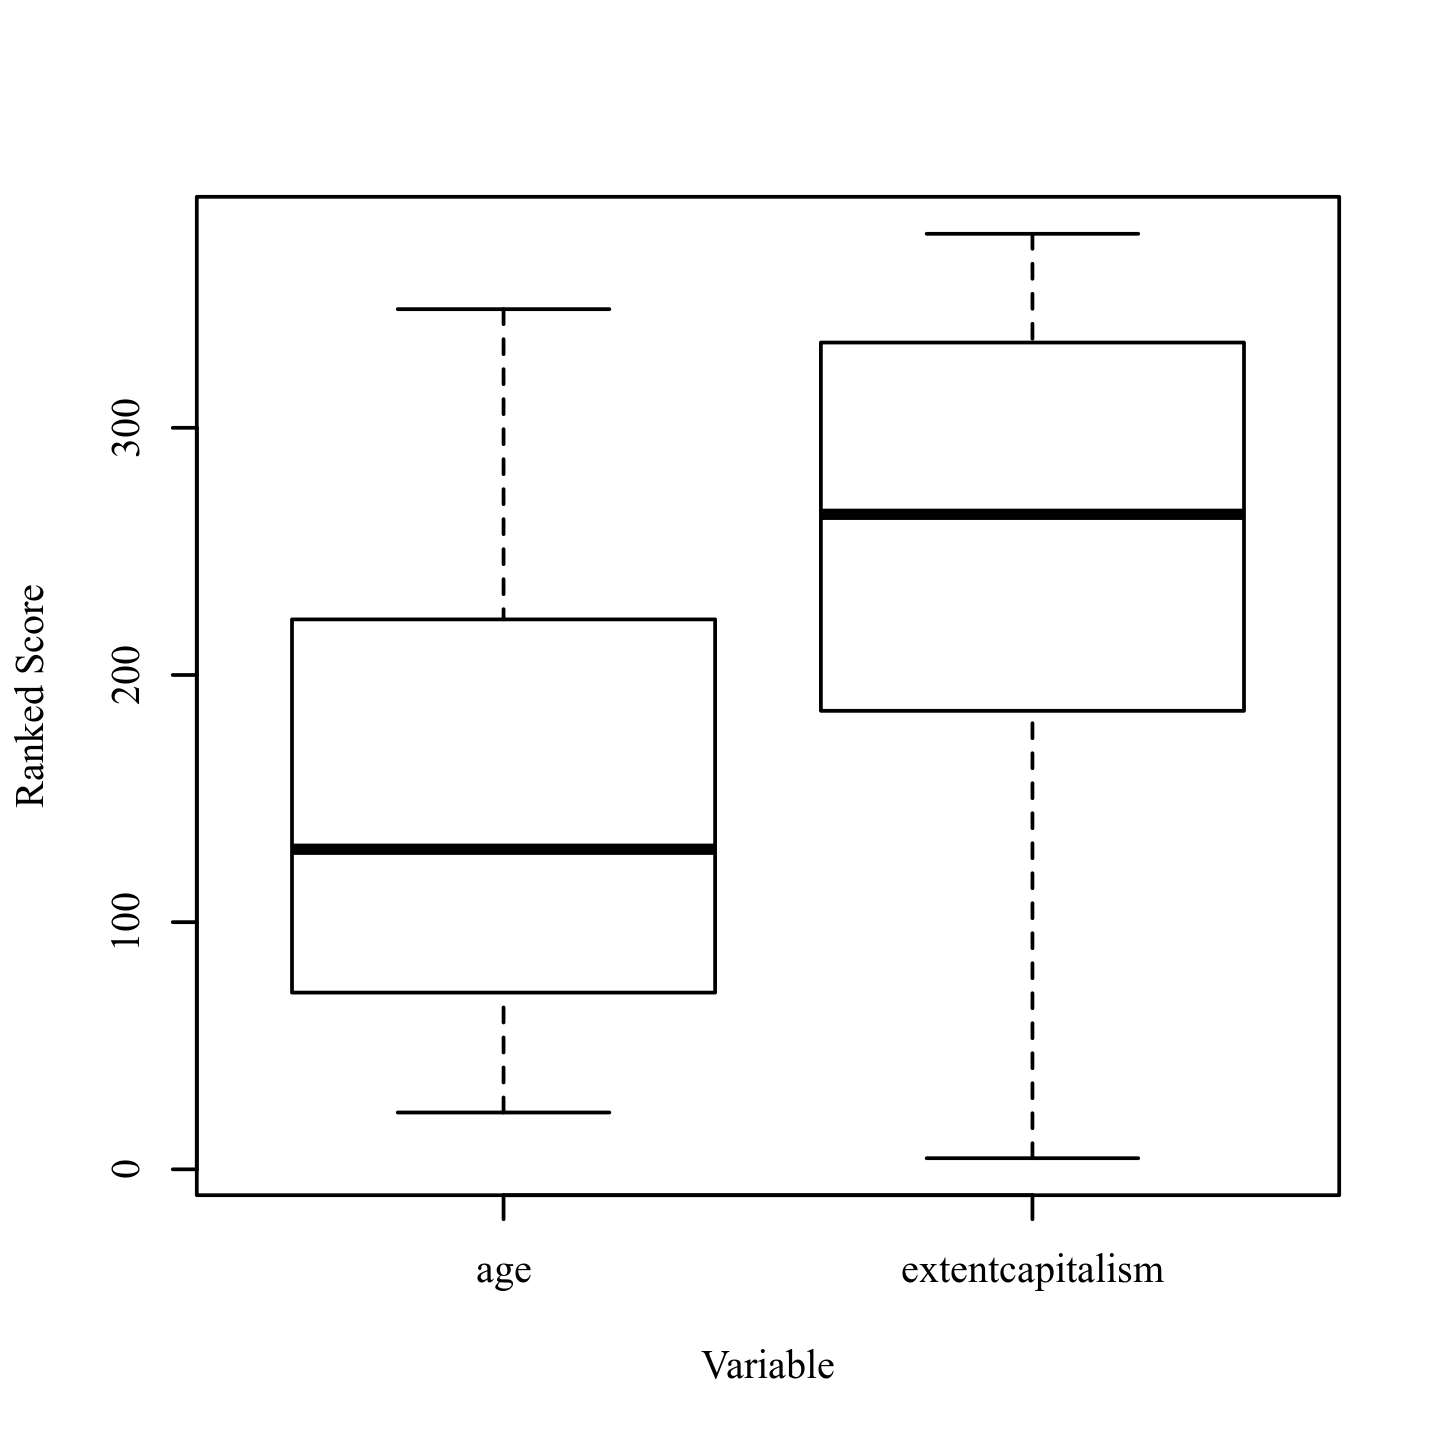 Ranked Score
300
200
100
0
age
extentcapitalism
Variable